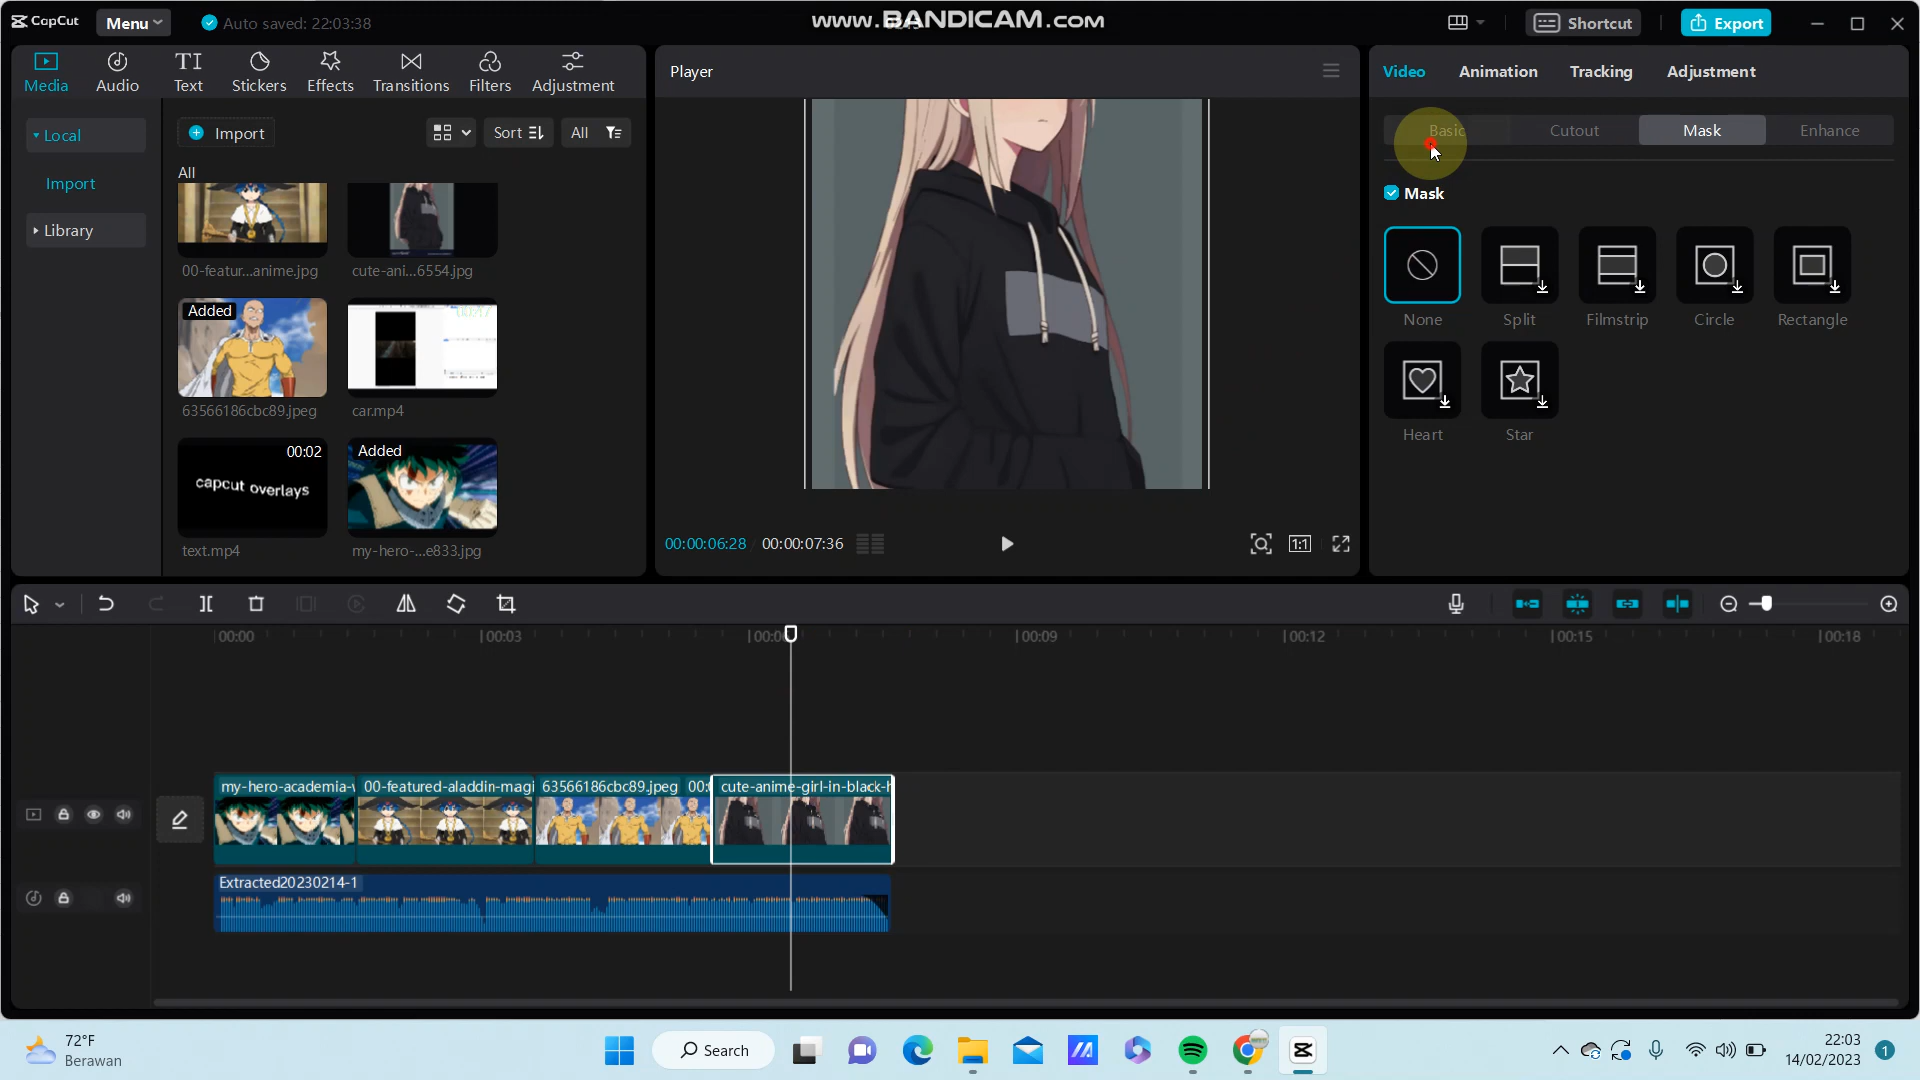 CapCut
Menu
Auto saved: 22:03:38
www.BANDICAM.com
Shortcut
Export
Media
Audio
TI
Text
Stickers
Effects
Transitions
Filters
Adjustment
Player
Video
Animation
Tracking
Adjustment
Local
Import
Library
Import
Sort
All
All
00-featur...anime.jpg
cute-ani...6554.jpg
Added
63566186cbc89.jpeg
car.mp4
00:02
capcut overlays
text.mp4
Added
my-hero-...e833.jpg
00:00:06:28
00:00:07:36
1:1
Basic
Cutout
Mask
Enhance
Mask
None
Split
Filmstrip
Circle
Rectangle
Heart
Star
00:00
00:03
00:09
00:12
00:15
00:18
my-hero-academia-
00-featured-aladdin-magi
63566186cbc89.jpeg
cute-anime-girl-in-black-h
Extracted20230214-1
72°F
Berawan
Search
22:03
14/02/2023
1